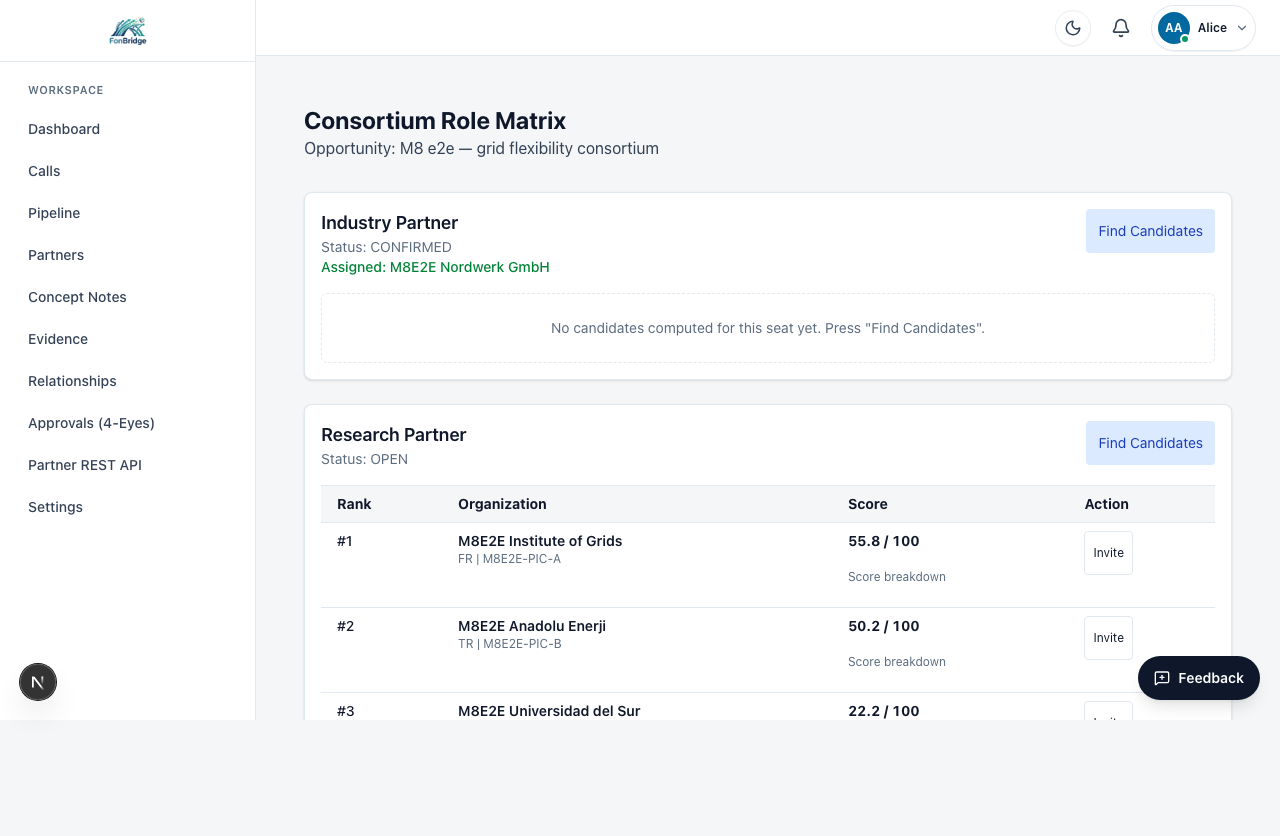 FonBridge
AA
Alice
WORKSPACE
Dashboard
Calls
Pipeline
Partners
Concept Notes
Evidence
Relationships
Approvals (4-Eyes)
Partner REST API
Settings
N
Consortium Role Matrix
Opportunity: M8 e2e — grid flexibility consortium
Industry Partner
Find Candidates
Status: CONFIRMED
Assigned: M8E2E Nordwerk GmbH
No candidates computed for this seat yet. Press "Find Candidates".
Research Partner
Find Candidates
Status: OPEN
Rank Organization Score Action
#1 M8E2E Institute of Grids 55.8 / 100 Invite
FR | M8E2E-PIC-A
Score breakdown
#2 M8E2E Anadolu Enerji 50.2 / 100 Invite
TR | M8E2E-PIC-B
Score breakdown
#3 M8E2E Universidad del Sur 22.2 / 100
Feedback